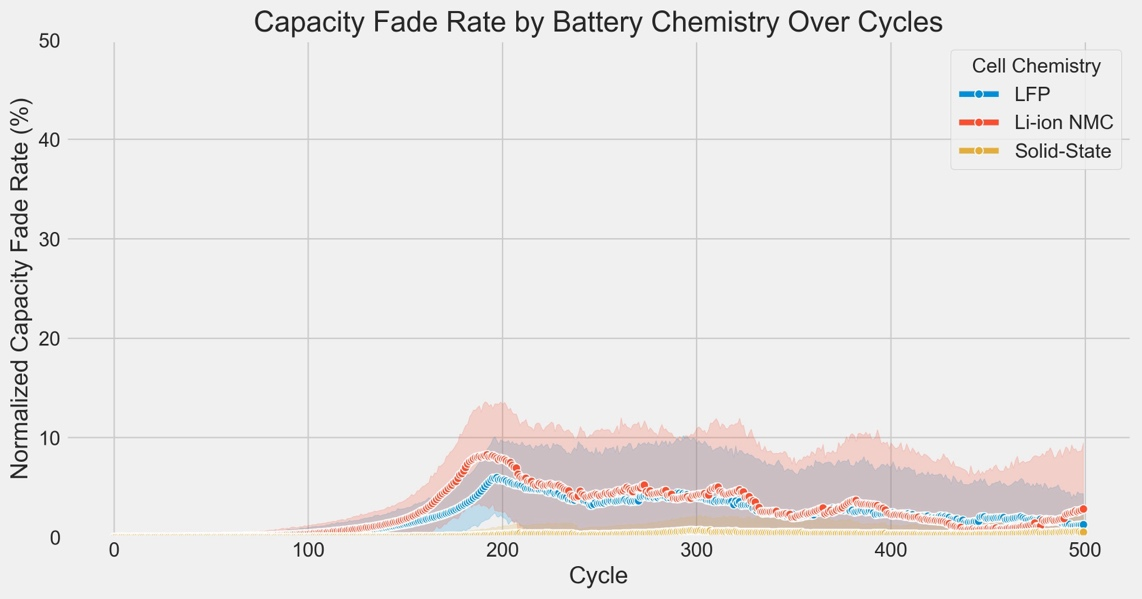 Capacity Fade Rate by Battery Chemistry Over Cycles
Normalized Capacity Fade Rate (%)
50
40
30
20
10
0
Cell Chemistry
LFP
Li-ion NMC
Solid-State
0 100 200 300 400 500
Cycle